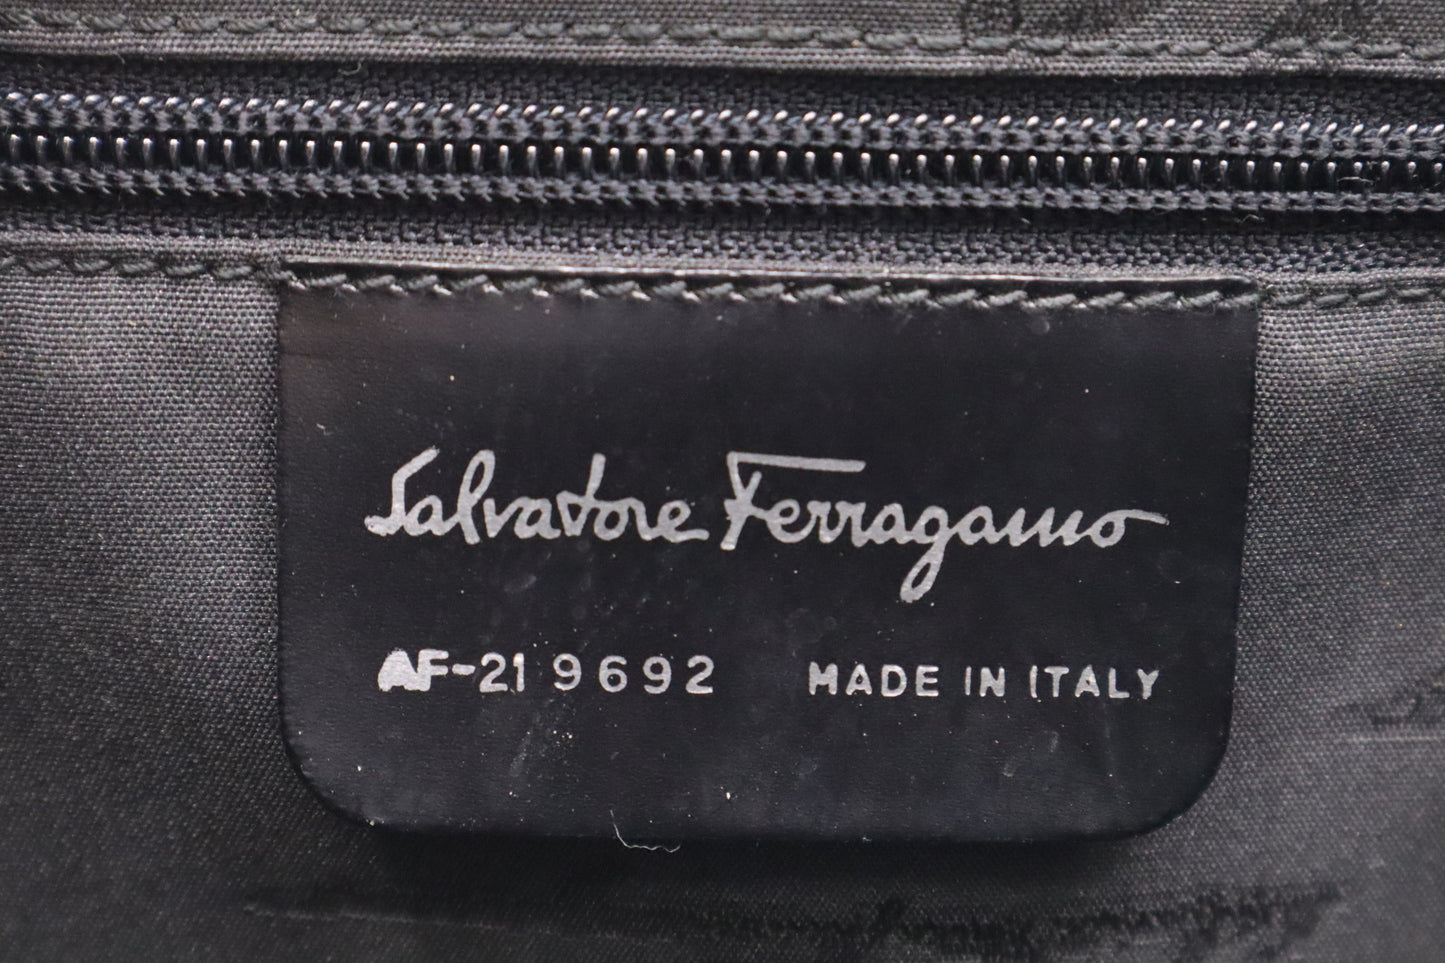 Salvatore Ferragamo
AF-21 9692 MADE IN ITALY